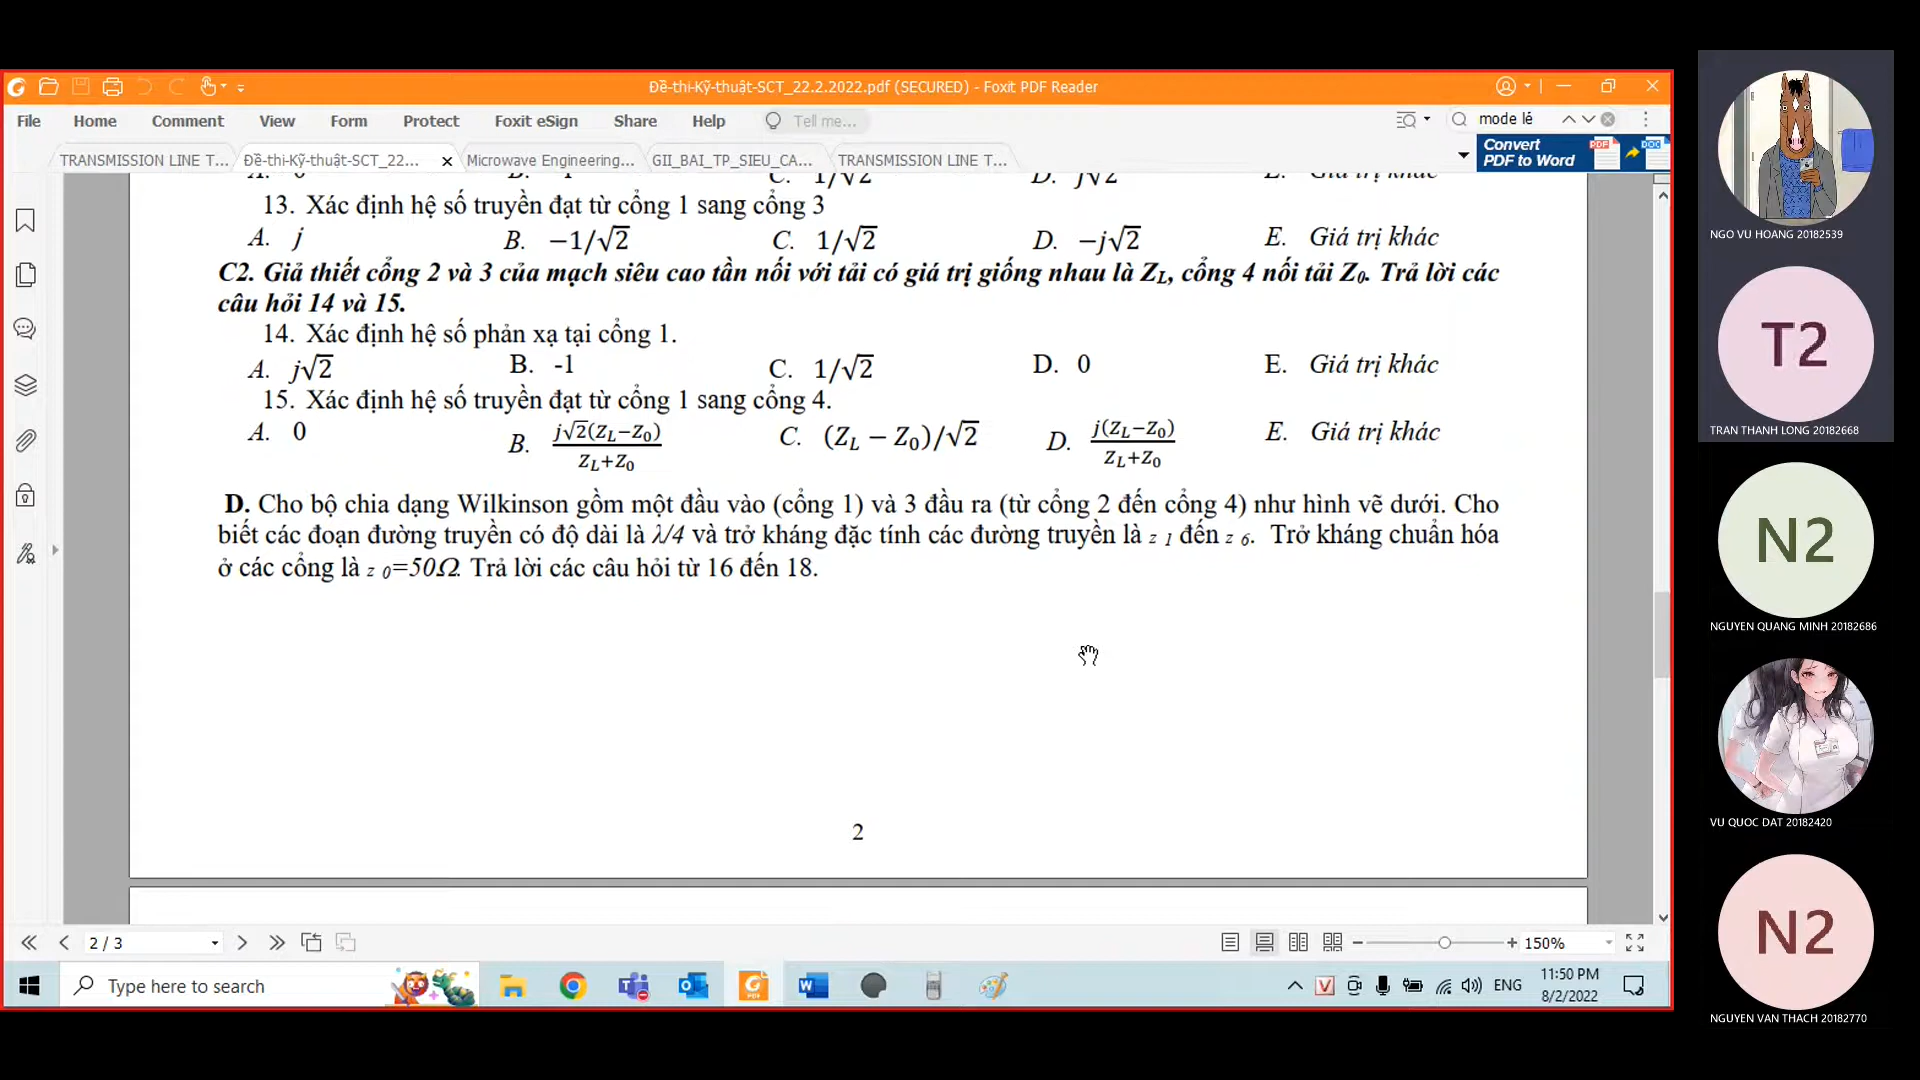 Đề-thi-Kỹ-thuật-SCT_22.2.2022.pdf (SECURED) - Foxit PDF Reader
File Home Comment View Form Protect Foxit eSign Share Help Tell me... mode lẻ
TRANSMISSION LINE T... Đề-thi-Kỹ-thuật-SCT_22... Microwave Engineering... GII_BAI_TP_SIEU_CA... TRANSMISSION LINE T...
Convert
PDF to Word
PDF DOC
C. 1/√2 D. j√2 Giá trị khác
13. Xác định hệ số truyền đạt từ cổng 1 sang cổng 3
A. j B. −1/√2 C. 1/√2 D. −j√2 E. Giá trị khác
C2. Giả thiết cổng 2 và 3 của mạch siêu cao tần nối với tải có giá trị giống nhau là Z_L, cổng 4 nối tải Z_0. Trả lời các
câu hỏi 14 và 15.
14. Xác định hệ số phản xạ tại cổng 1.
A. j√2 B. -1 C. 1/√2 D. 0 E. Giá trị khác
15. Xác định hệ số truyền đạt từ cổng 1 sang cổng 4.
A. 0 B. j√2(Z_L−Z_0)/(Z_L+Z_0) C. (Z_L − Z_0)/√2 D. j(Z_L−Z_0)/(Z_L+Z_0) E. Giá trị khác
D. Cho bộ chia dạng Wilkinson gồm một đầu vào (cổng 1) và 3 đầu ra (từ cổng 2 đến cổng 4) như hình vẽ dưới. Cho
biết các đoạn đường truyền có độ dài là λ/4 và trở kháng đặc tính các đường truyền là z 1 đến z 6. Trở kháng chuẩn hóa
ở các cổng là z 0=50Ω. Trả lời các câu hỏi từ 16 đến 18.
2
2 / 3
150%
Type here to search
ENG
11:50 PM
8/2/2022
NGO VU HOANG 20182539
T2
TRAN THANH LONG 20182668
N2
NGUYEN QUANG MINH 20182686
VU QUOC DAT 20182420
N2
NGUYEN VAN THACH 20182770